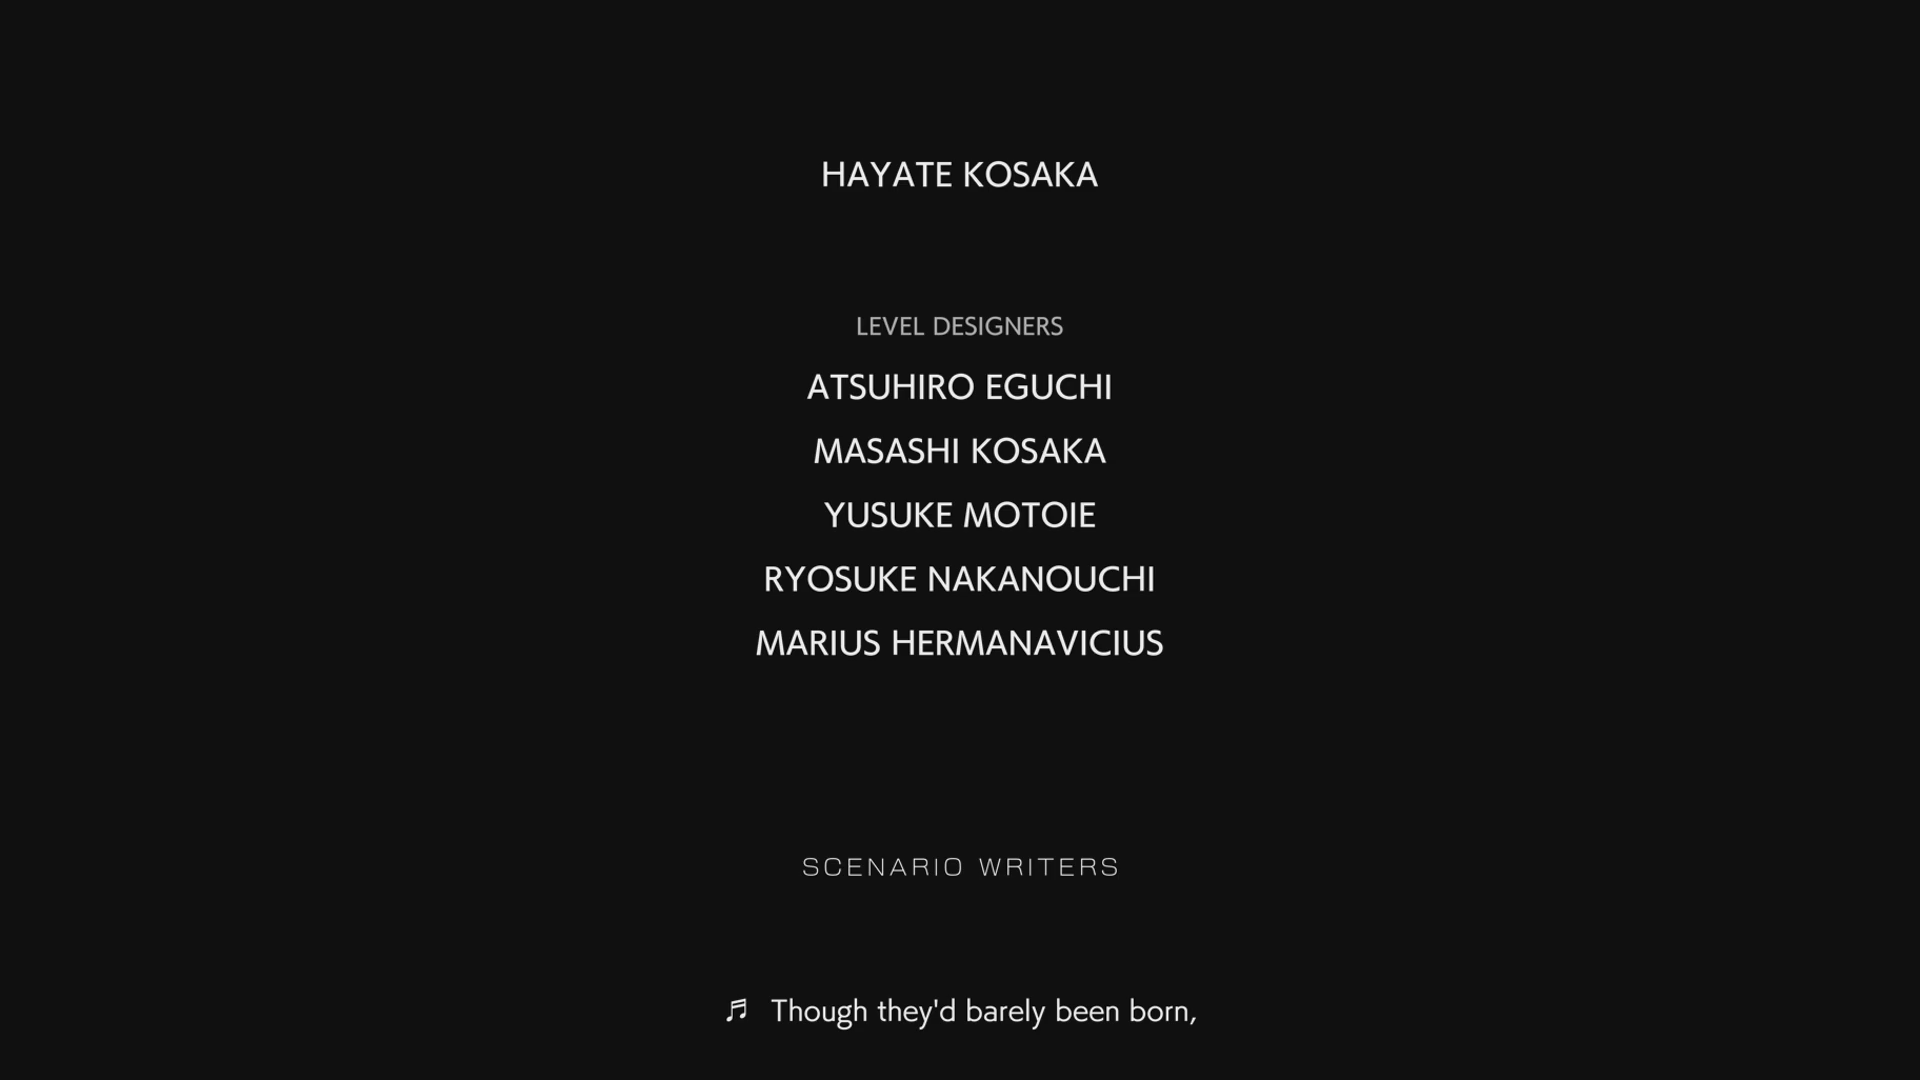 HAYATE KOSAKA
LEVEL DESIGNERS
ATSUHIRO EGUCHI
MASASHI KOSAKA
YUSUKE MOTOIE
RYOSUKE NAKANOUCHI
MARIUS HERMANAVICIUS
SCENARIO WRITERS
♬ Though they'd barely been born,